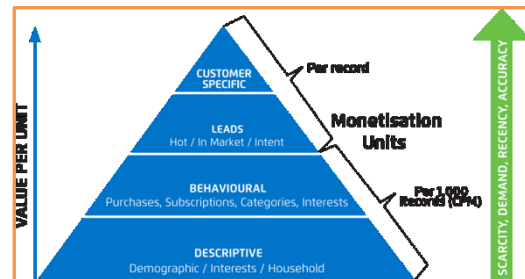 VALUE PER UNIT
CUSTOMER
SPECIFIC
LEADS
Hot / In Market / Intent
BEHAVIOURAL
Purchases, Subscriptions, Categories, Interests
DESCRIPTIVE
Demographic / Interests / Household
Per record
Monetisation
Units
Per 1,000
Records (CPM)
SCARCITY, DEMAND, RECENCY, ACCURACY